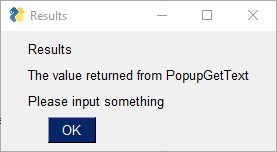 Results
Results
The value returned from PopupGetText
Please input something
OK